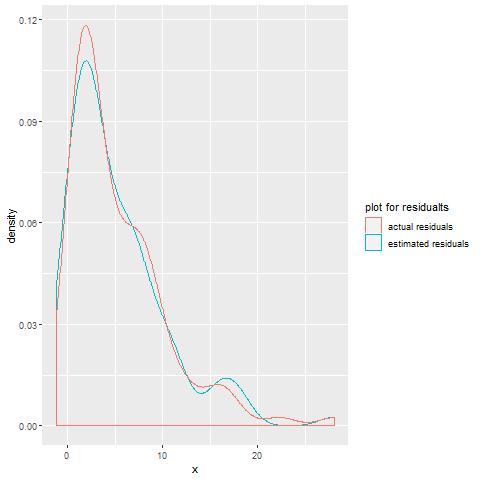 0.12
0.09
0.06
0.03
0.00
density
0
10
20
x
plot for residualts
actual residuals
estimated residuals